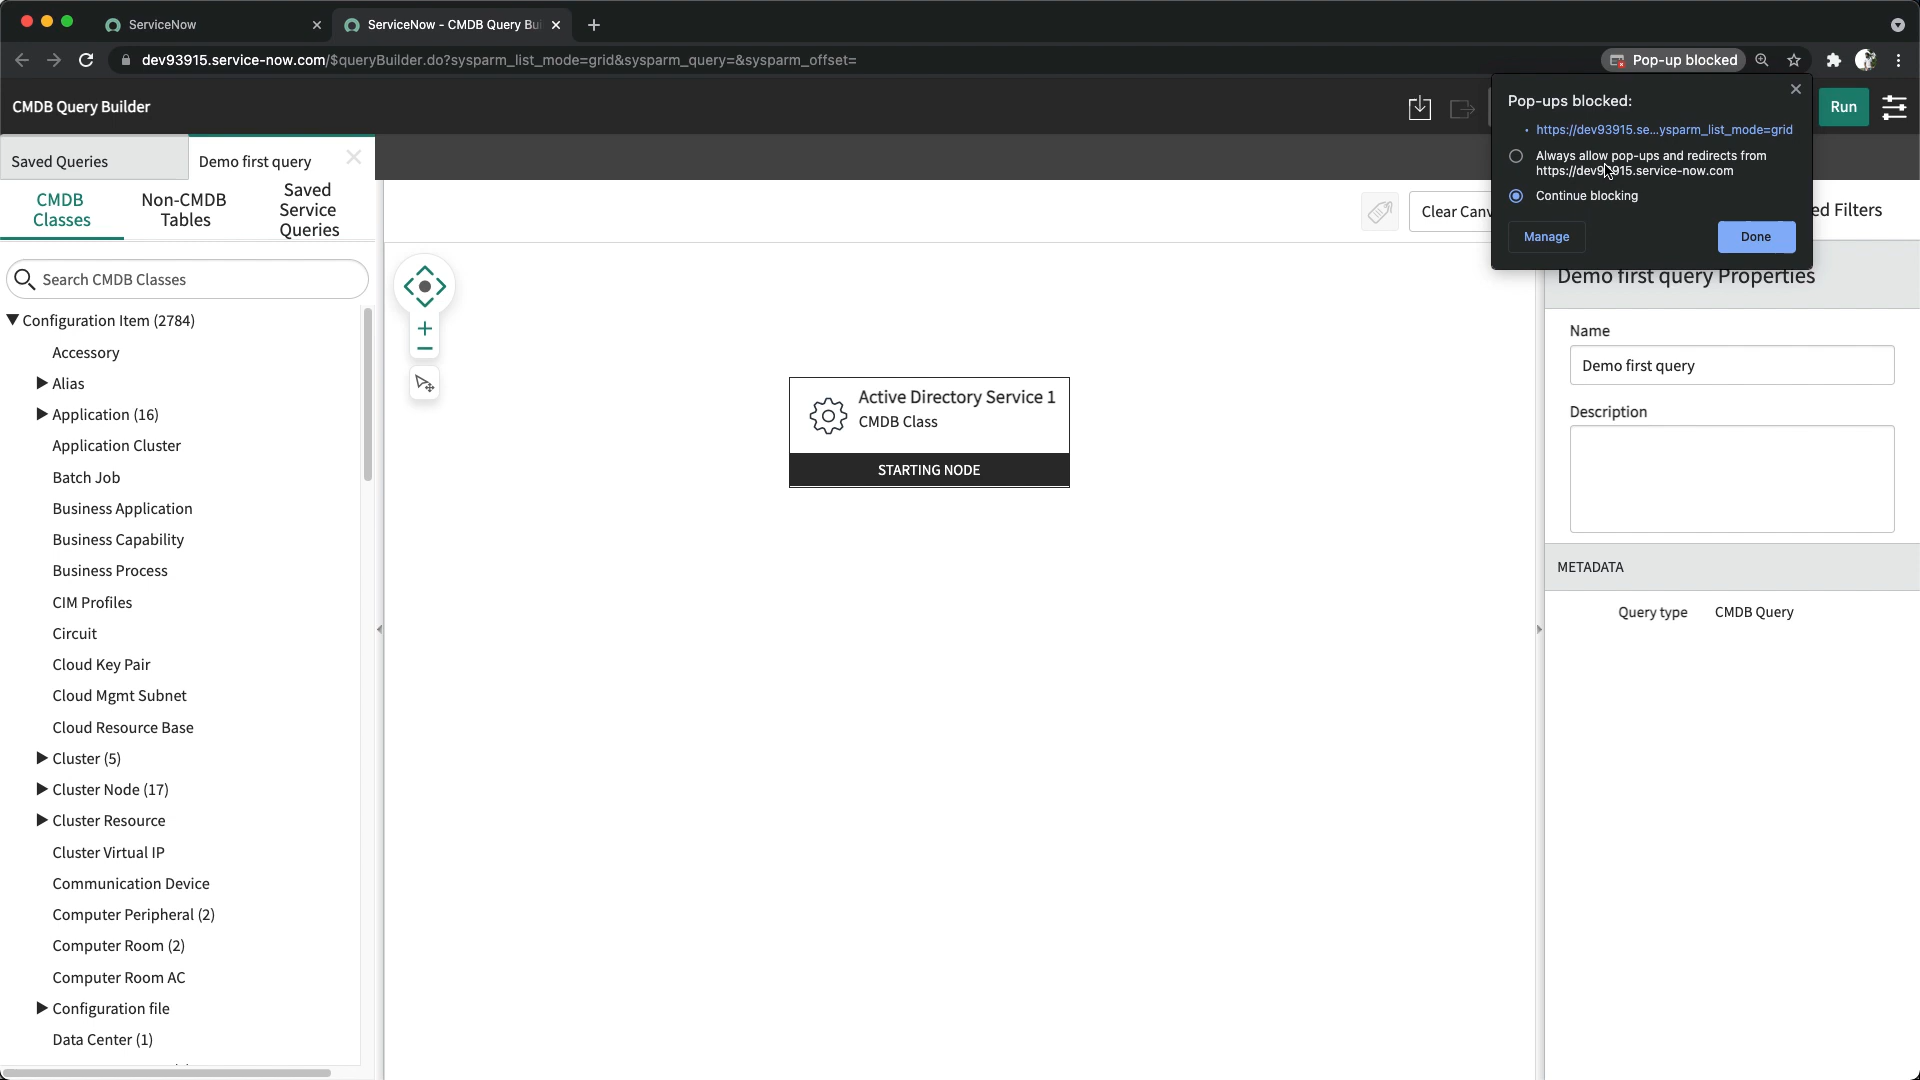 ServiceNow
ServiceNow - CMDB Query Bui
dev93915.service-now.com/$queryBuilder.do?sysparm_list_mode=grid&sysparm_query=&sysparm_offset=
Pop-up blocked
CMDB Query Builder
Run
Pop-ups blocked:
https://dev93915.se...ysparm_list_mode=grid
Always allow pop-ups and redirects from
https://dev93915.service-now.com
Continue blocking
Manage
Done
Saved Queries
Demo first query
CMDB
Classes
Non-CMDB
Tables
Saved
Service
Queries
Clear Canv
ed Filters
Search CMDB Classes
Configuration Item (2784)
Accessory
Alias
Application (16)
Application Cluster
Batch Job
Business Application
Business Capability
Business Process
CIM Profiles
Circuit
Cloud Key Pair
Cloud Mgmt Subnet
Cloud Resource Base
Cluster (5)
Cluster Node (17)
Cluster Resource
Cluster Virtual IP
Communication Device
Computer Peripheral (2)
Computer Room (2)
Computer Room AC
Configuration file
Data Center (1)
Active Directory Service 1
CMDB Class
STARTING NODE
Demo first query Properties
Name
Demo first query
Description
METADATA
Query type CMDB Query